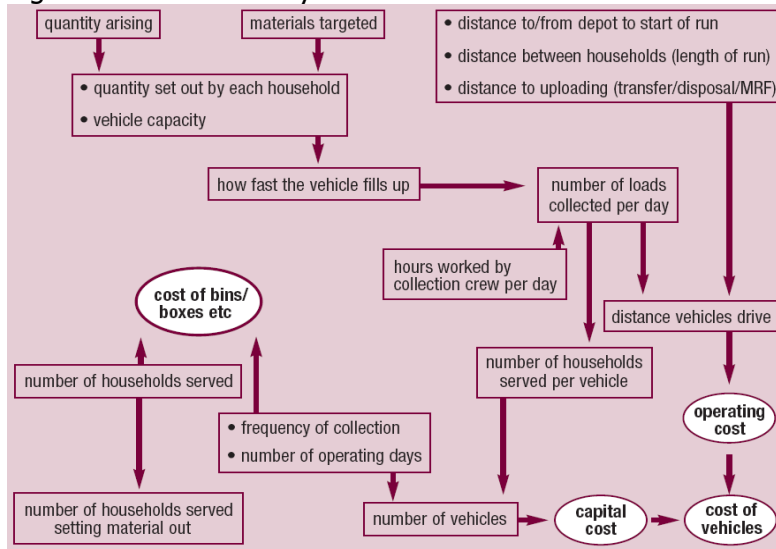 quantity arising
materials targeted
• distance to/from depot to start of run
• distance between households (length of run)
• distance to uploading (transfer/disposal/MRF)
• quantity set out by each household
• vehicle capacity
how fast the vehicle fills up
number of loads
collected per day
hours worked by
collection crew per day
cost of bins/
boxes etc
distance vehicles drive
number of households served
number of households
served per vehicle
• frequency of collection
• number of operating days
operating
cost
number of households served
setting material out
number of vehicles
capital
cost
cost of
vehicles